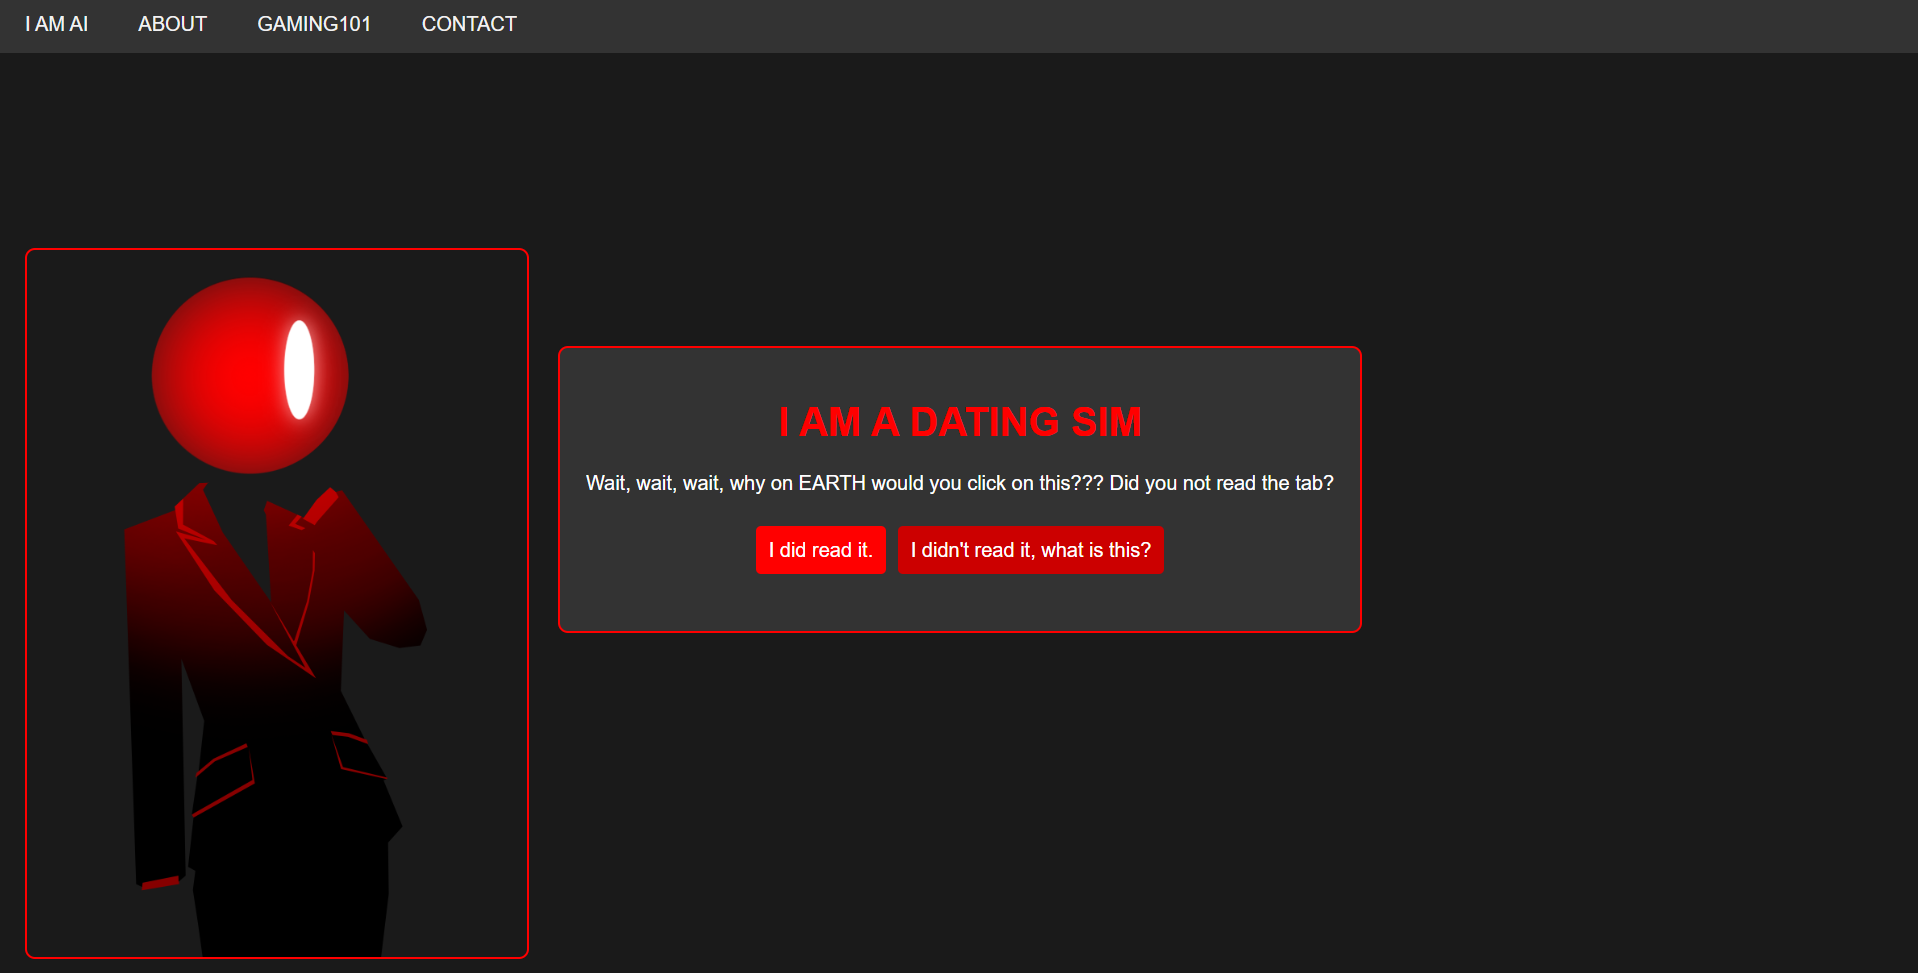 I AM AI ABOUT GAMING101 CONTACT
I AM A DATING SIM
Wait, wait, wait, why on EARTH would you click on this??? Did you not read the tab?
I did read it. I didn't read it, what is this?